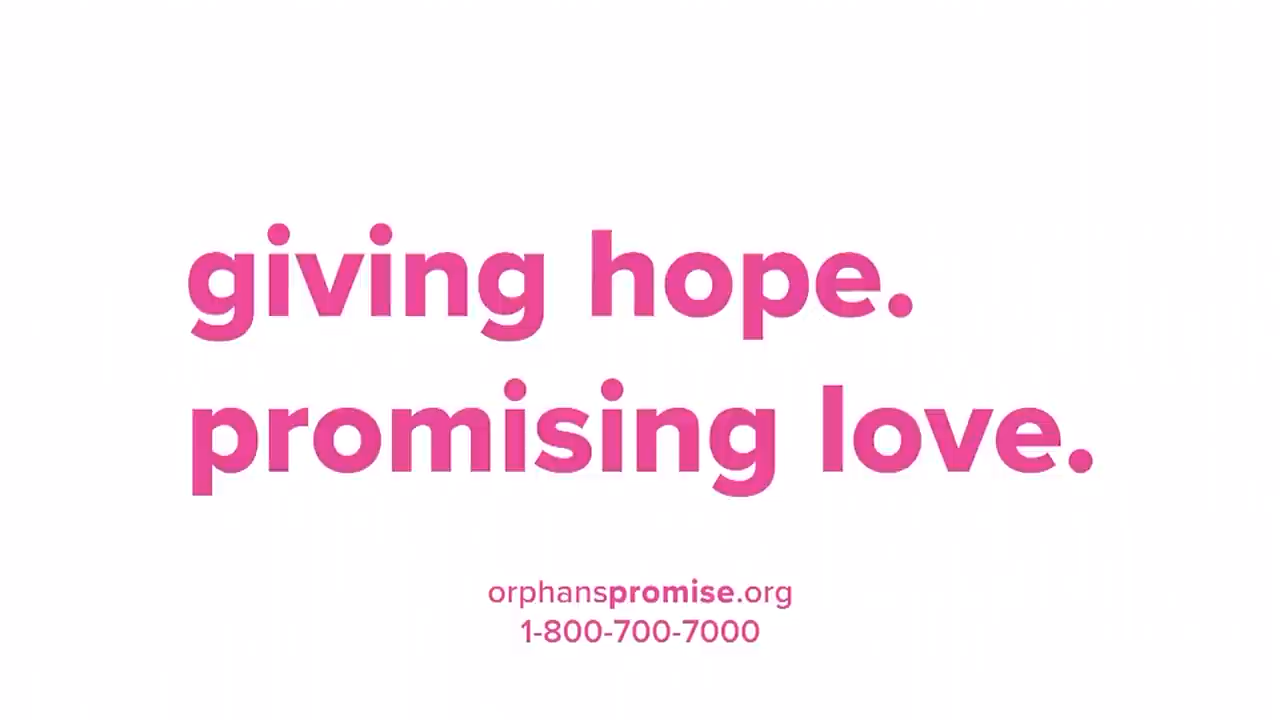 giving hope.
promising love.
orphanspromise.org
1-800-700-7000